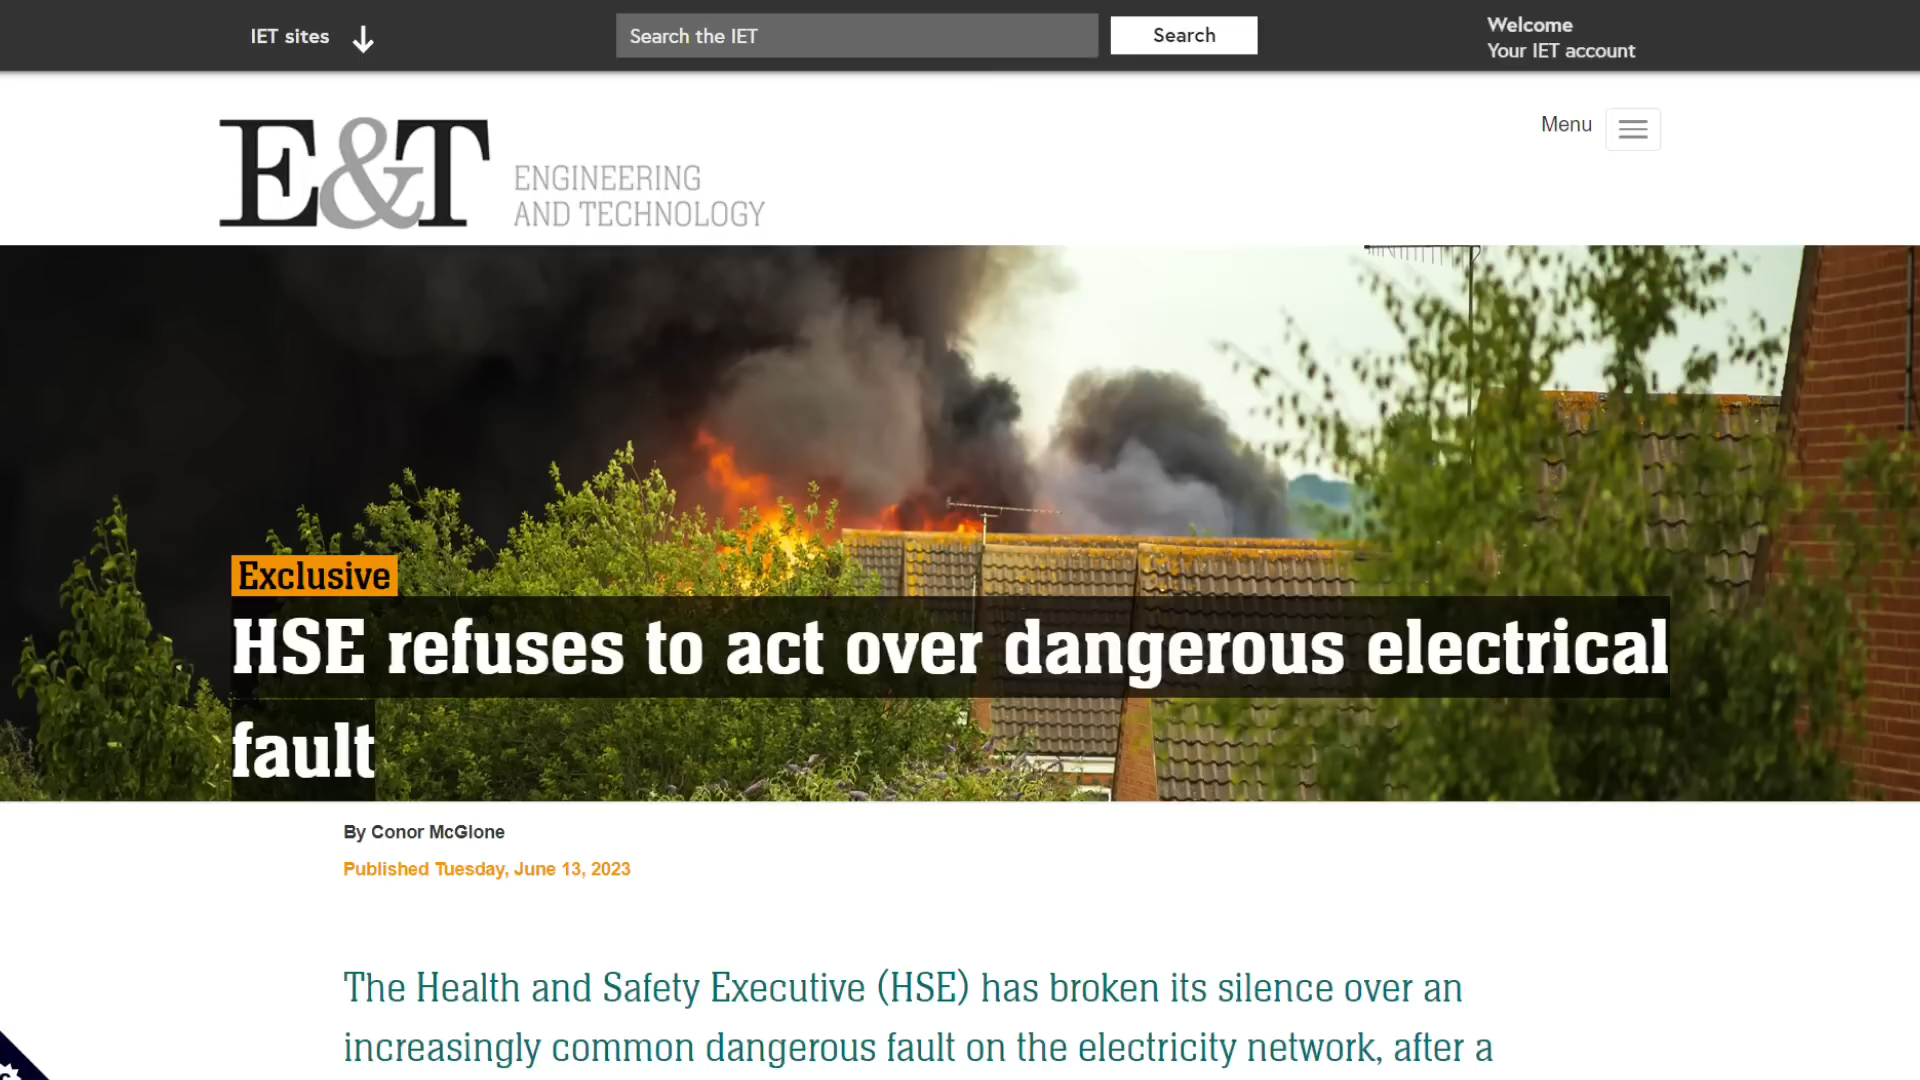 IET sites
Search the IET
Search
Welcome
Your IET account
E&T
ENGINEERING
AND TECHNOLOGY
Menu
Exclusive
HSE refuses to act over dangerous electrical
fault
By Conor McGlone
Published Tuesday, June 13, 2023
The Health and Safety Executive (HSE) has broken its silence over an
increasingly common dangerous fault on the electricity network, after a